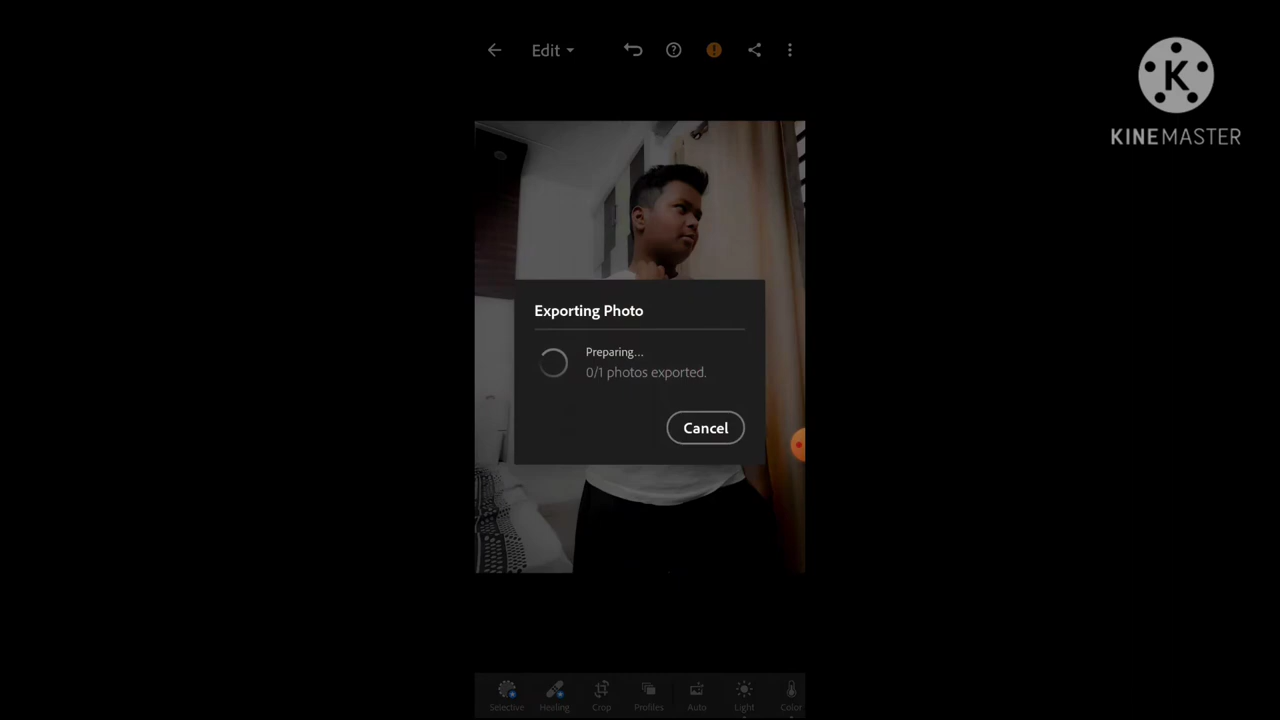 Edit
K
KINEMASTER
Exporting Photo
Preparing...
0/1 photos exported.
Cancel
Selective
Healing
Crop
Profiles
Auto
Light
Color